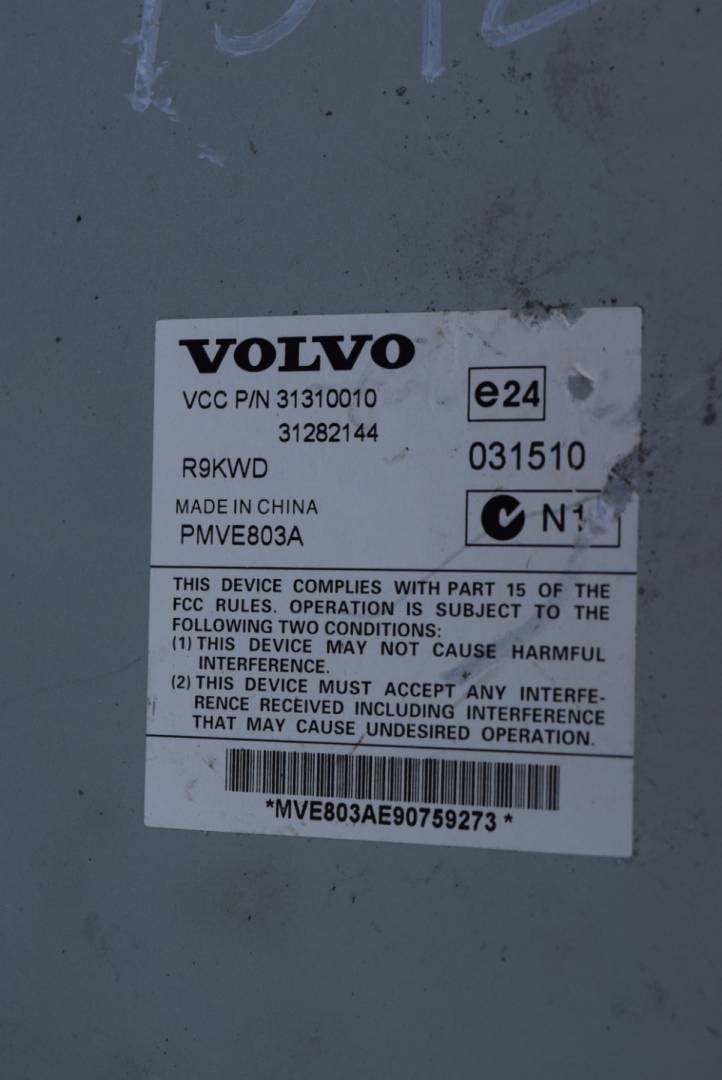 VOLVO
VCC P/N 31310010
31282144
R9KWD
MADE IN CHINA
PMVE803A
e24
031510
N1
THIS DEVICE COMPLIES WITH PART 15 OF THE
FCC RULES. OPERATION IS SUBJECT TO THE
FOLLOWING TWO CONDITIONS:
(1) THIS DEVICE MAY NOT CAUSE HARMFUL
INTERFERENCE.
(2) THIS DEVICE MUST ACCEPT ANY INTERFE-
RENCE RECEIVED INCLUDING INTERFERENCE
THAT MAY CAUSE UNDESIRED OPERATION.
*MVE803AE90759273*